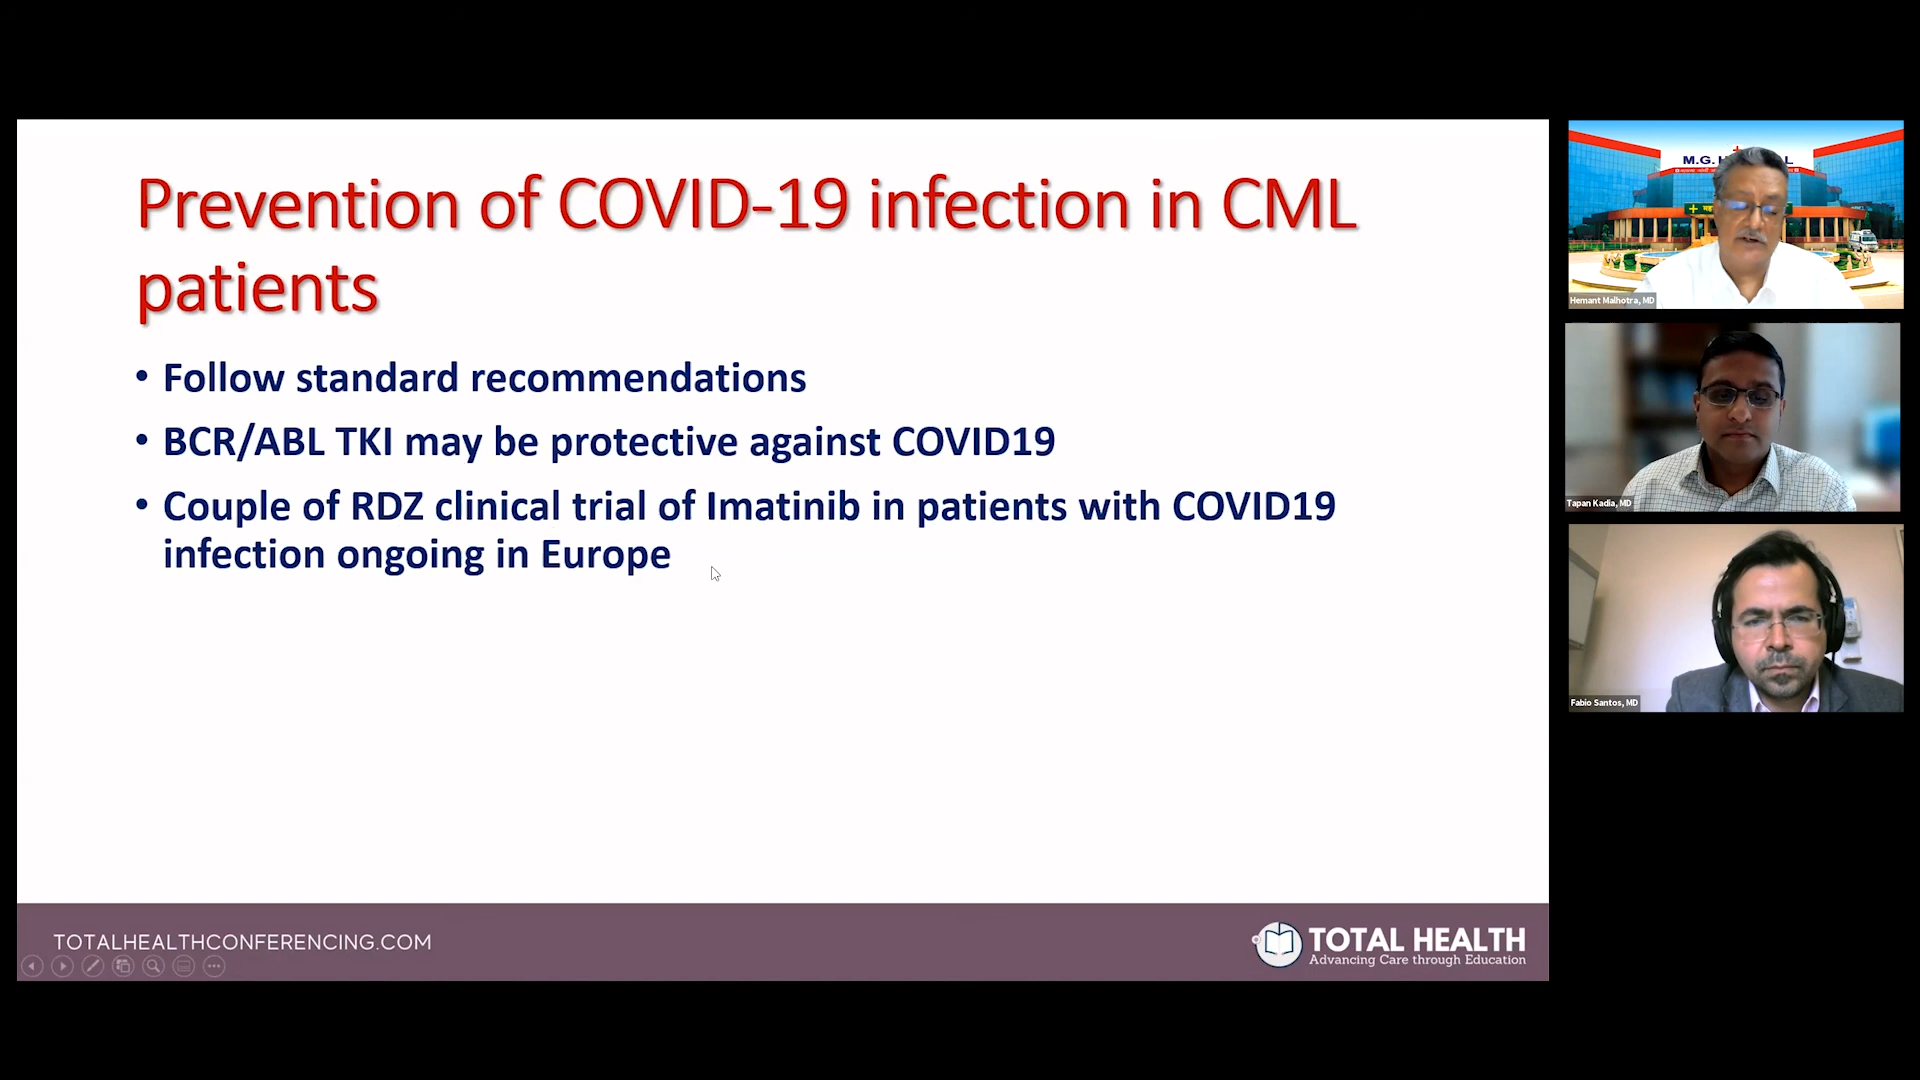 Prevention of COVID-19 infection in CML
patients
• Follow standard recommendations
• BCR/ABL TKI may be protective against COVID19
• Couple of RDZ clinical trial of Imatinib in patients with COVID19
infection ongoing in Europe
TOTALHEALTHCONFERENCING.COM
TOTAL HEALTH
Advancing Care through Education
M.G.H
L
Hemant Malhotra, MD
Tapan Kadia, MD
Fabio Santos, MD